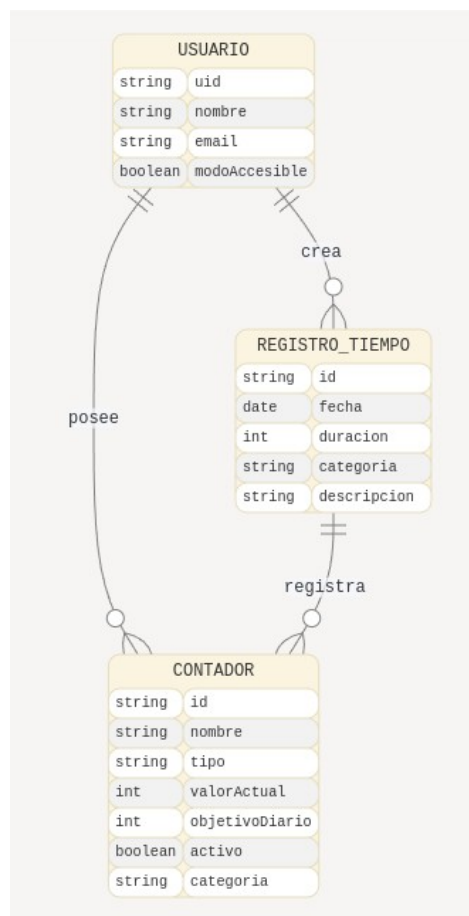 USUARIO
string uid
string nombre
string email
boolean modoAccesible
crea
REGISTRO_TIEMPO
string id
date fecha
int duracion
string categoria
string descripcion
posee
registra
CONTADOR
string id
string nombre
string tipo
int valorActual
int objetivoDiario
boolean activo
string categoria